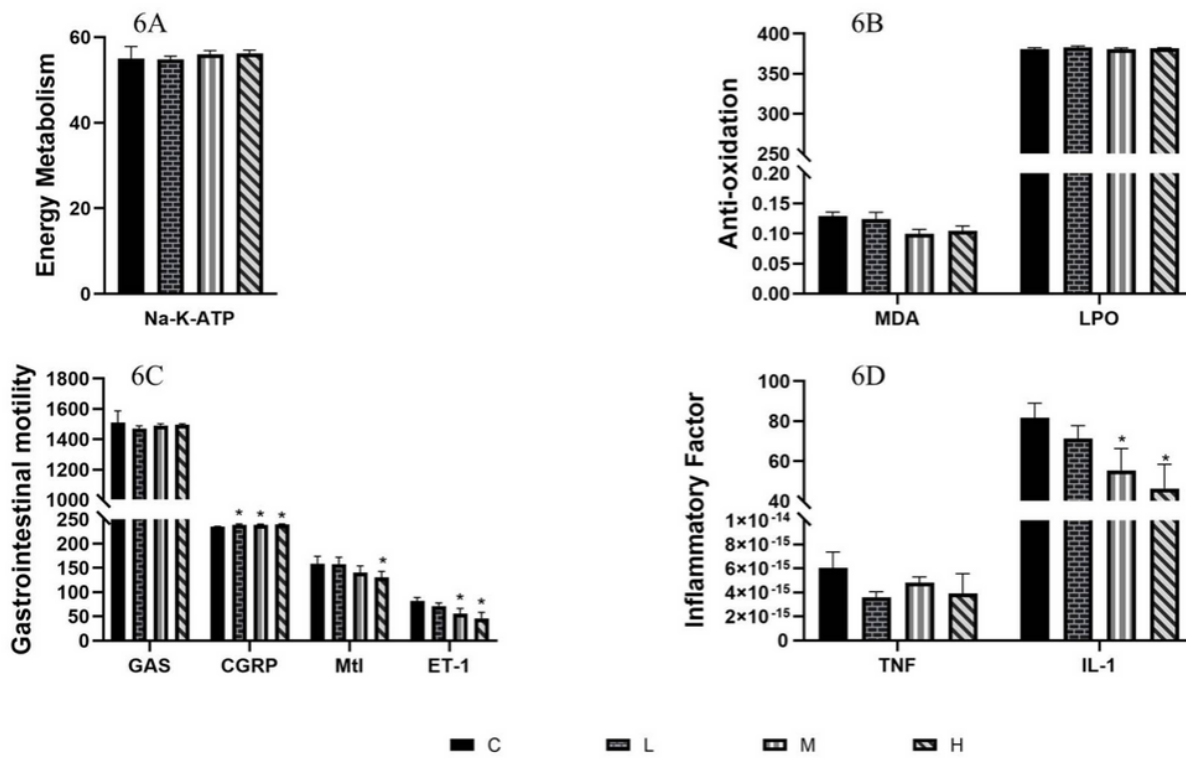 6A
Energy Metabolism
60
40
20
0
Na-K-ATP
6B
Anti-oxidation
400
350
300
250
0.20
0.15
0.10
0.05
0.00
MDA LPO
6C
Gastrointestinal motility
1800
1600
1400
1200
1000
250
200
150
100
50
0
* * *
*
* *
GAS CGRP Mtl ET-1
6D
Inflammatory Factor
100
80
60
40
1×10⁻¹⁴
8×10⁻¹⁵
6×10⁻¹⁵
4×10⁻¹⁵
2×10⁻¹⁵
0
*
*
TNF IL-1
C L M H